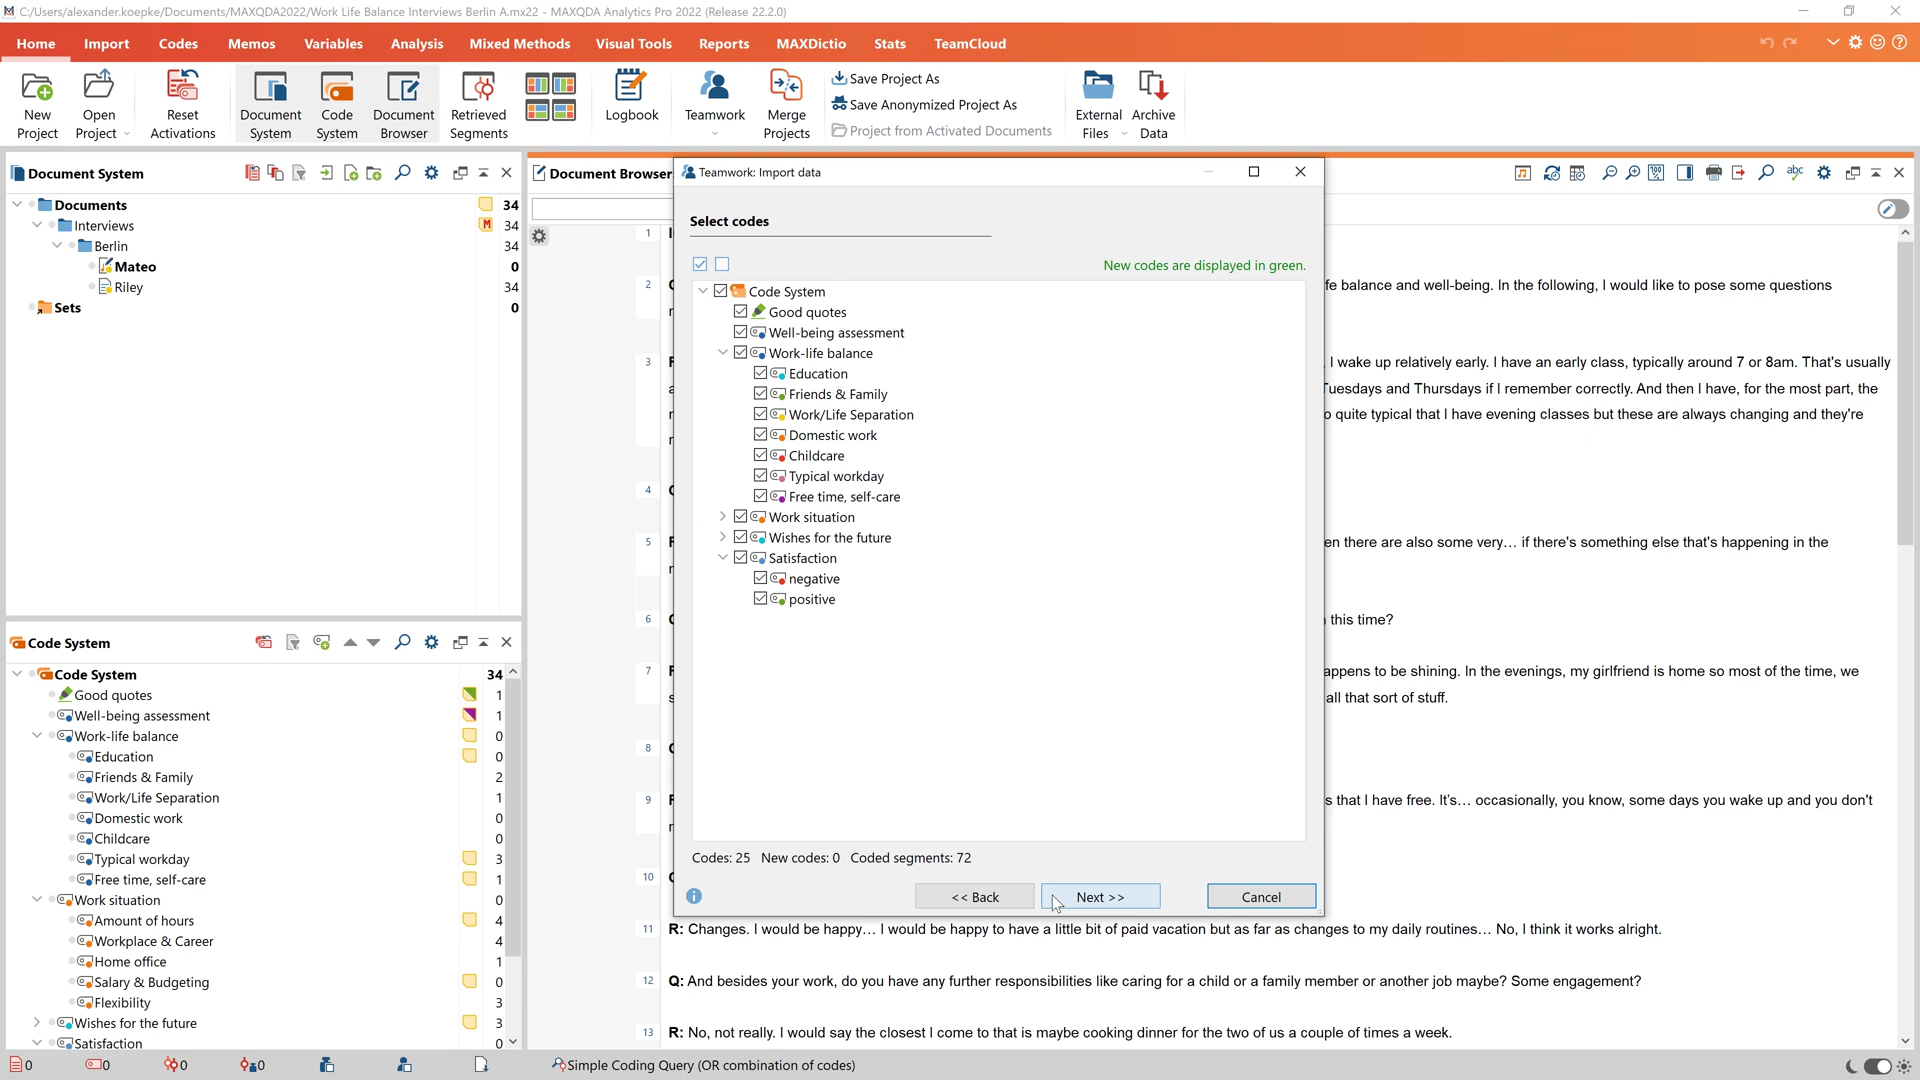 C:/Users/alexander.koepke/Documents/MAXQDA2022/Work Life Balance Interviews Berlin A.mx22 - MAXQDA Analytics Pro 2022 (Release 22.2.0)
Home Import Codes Memos Variables Analysis Mixed Methods Visual Tools Reports MAXDictio Stats TeamCloud
New Project
Open Project
Reset Activations
Document System
Code System
Document Browser
Retrieved Segments
Logbook
Teamwork
Merge Projects
Save Project As
Save Anonymized Project As
Project from Activated Documents
External Files
Archive Data
Document System
Documents 34
Interviews M 34
Berlin 34
Mateo 0
Riley 34
Sets 0
Code System
Code System 34
Good quotes 1
Well-being assessment 1
Work-life balance 0
Education 0
Friends & Family 2
Work/Life Separation 1
Domestic work 0
Childcare 0
Typical workday 3
Free time, self-care 1
Work situation 0
Amount of hours 4
Workplace & Career 4
Home office 1
Salary & Budgeting 0
Flexibility 3
Wishes for the future 3
Satisfaction 0
Document Browser
Teamwork: Import data
Select codes
New codes are displayed in green.
Code System
Good quotes
Well-being assessment
Work-life balance
Education
Friends & Family
Work/Life Separation
Domestic work
Childcare
Typical workday
Free time, self-care
Work situation
Wishes for the future
Satisfaction
negative
positive
Codes: 25 New codes: 0 Coded segments: 72
<< Back Next >> Cancel
1
2 fe balance and well-being. In the following, I would like to pose some questions
3 I wake up relatively early. I have an early class, typically around 7 or 8am. That's usually
Tuesdays and Thursdays if I remember correctly. And then I have, for the most part, the
o quite typical that I have evening classes but these are always changing and they're
4
5 en there are also some very... if there's something else that's happening in the
6 this time?
7 appens to be shining. In the evenings, my girlfriend is home so most of the time, we
all that sort of stuff.
8
9 s that I have free. It's... occasionally, you know, some days you wake up and you don't
10
11 R: Changes. I would be happy... I would be happy to have a little bit of paid vacation but as far as changes to my daily routines... No, I think it works alright.
12 Q: And besides your work, do you have any further responsibilities like caring for a child or a family member or another job maybe? Some engagement?
13 R: No, not really. I would say the closest I come to that is maybe cooking dinner for the two of us a couple of times a week.
0 0 0 0 Simple Coding Query (OR combination of codes)